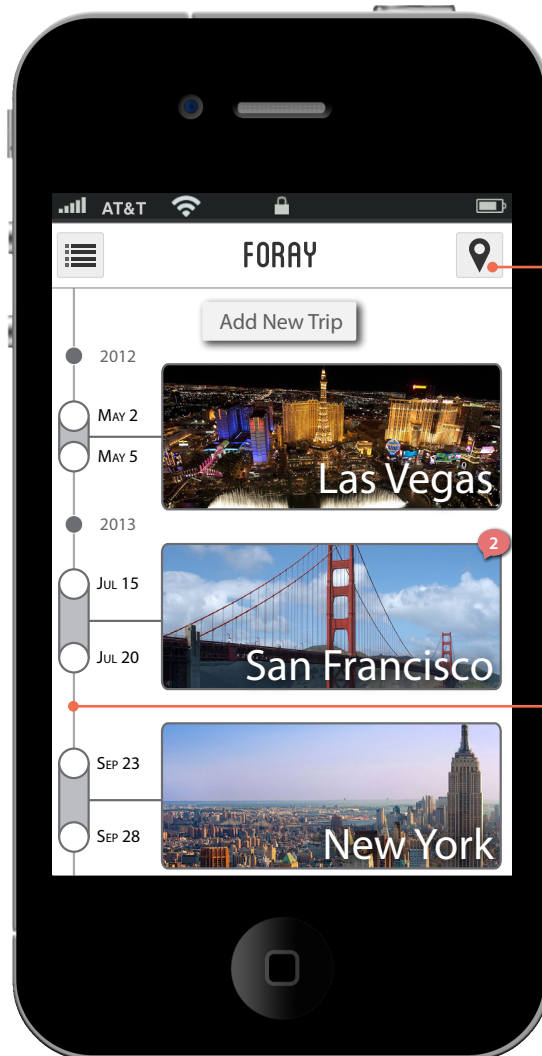 AT&T
FORAY
Add New Trip
2012
May 2
Las Vegas
May 5
2013
2
Jul 15
Jul 20
San Francisco
Sep 23
Sep 28
New York